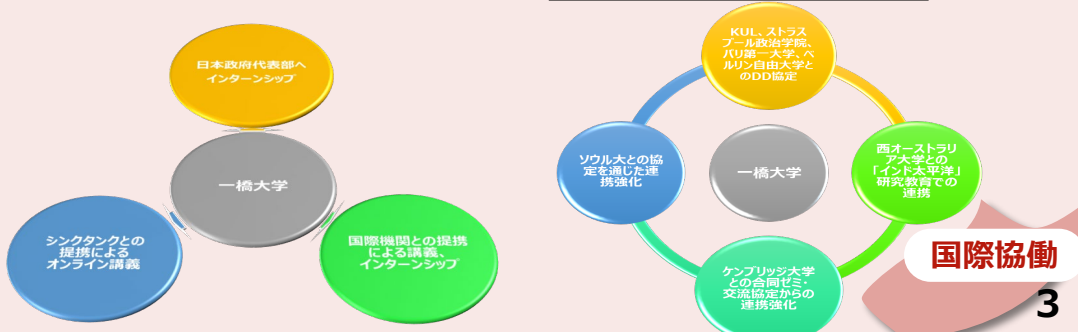 日本政府代表部へ
インターンシップ
一橋大学
シンクタンクとの
提携による
オンライン講義
国際機関との提携
による講義、
インターンシップ
KUL、ストラス
ブール政治学院、
パリ第一大学、ベ
ルリン自由大学と
のDD協定
ソウル大との協
定を通じた連
携強化
一橋大学
西オーストラリ
ア大学との
「インド太平洋」
研究教育での
連携
ケンブリッジ大学
との合同ゼミ・
交流協定からの
連携強化
国際協働
3